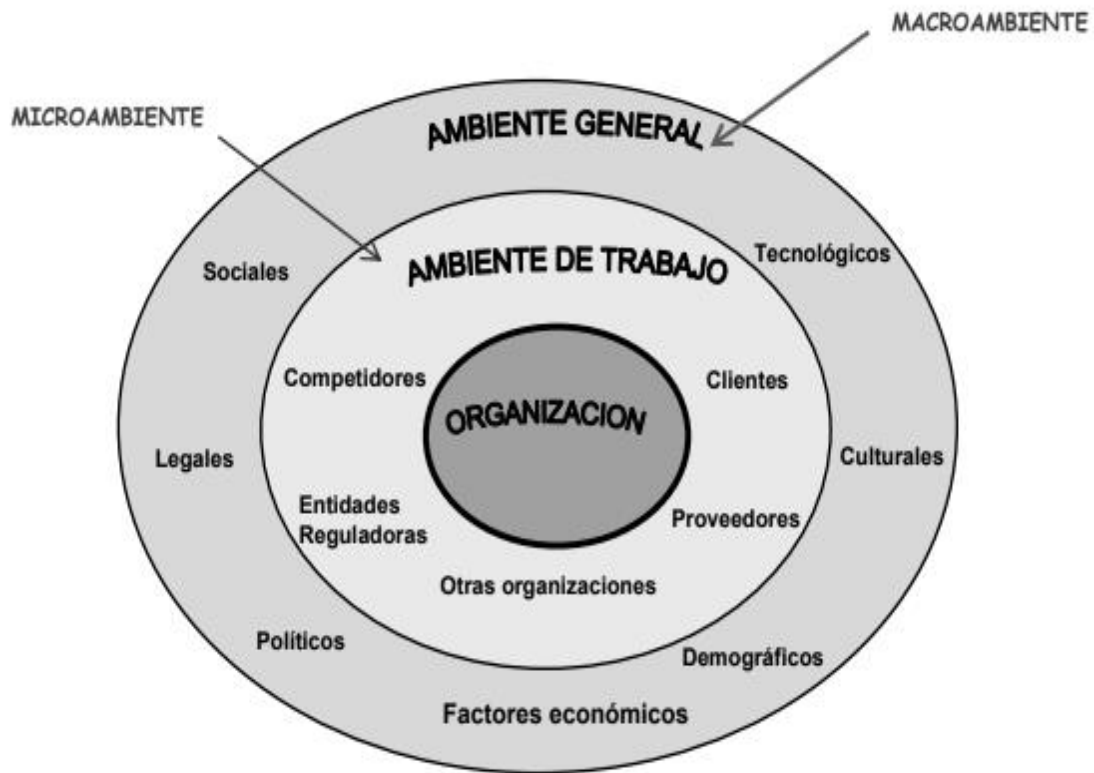 MACROAMBIENTE
MICROAMBIENTE
AMBIENTE GENERAL
Sociales
Tecnológicos
AMBIENTE DE TRABAJO
Competidores
Clientes
ORGANIZACION
Legales
Culturales
Entidades
Reguladoras
Proveedores
Otras organizaciones
Políticos
Demográficos
Factores económicos